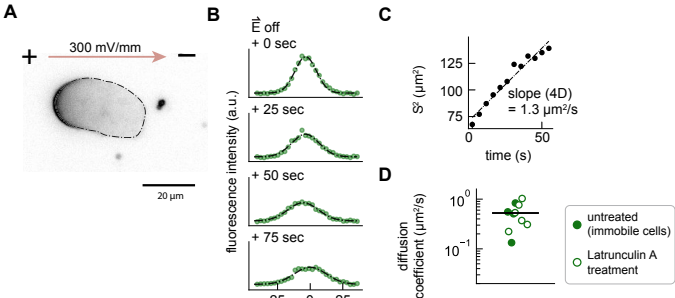 A
+ 300 mV/mm −
20 μm
B
E off
+ 0 sec
+ 25 sec
+ 50 sec
+ 75 sec
fluorescence intensity (a.u.)
C
S² (μm²)
125
100
75
slope (4D)
= 1.3 μm²/s
0 50
time (s)
D
diffusion
coefficient (μm²/s)
10⁰
10⁻¹
untreated
(immobile cells)
Latrunculin A
treatment